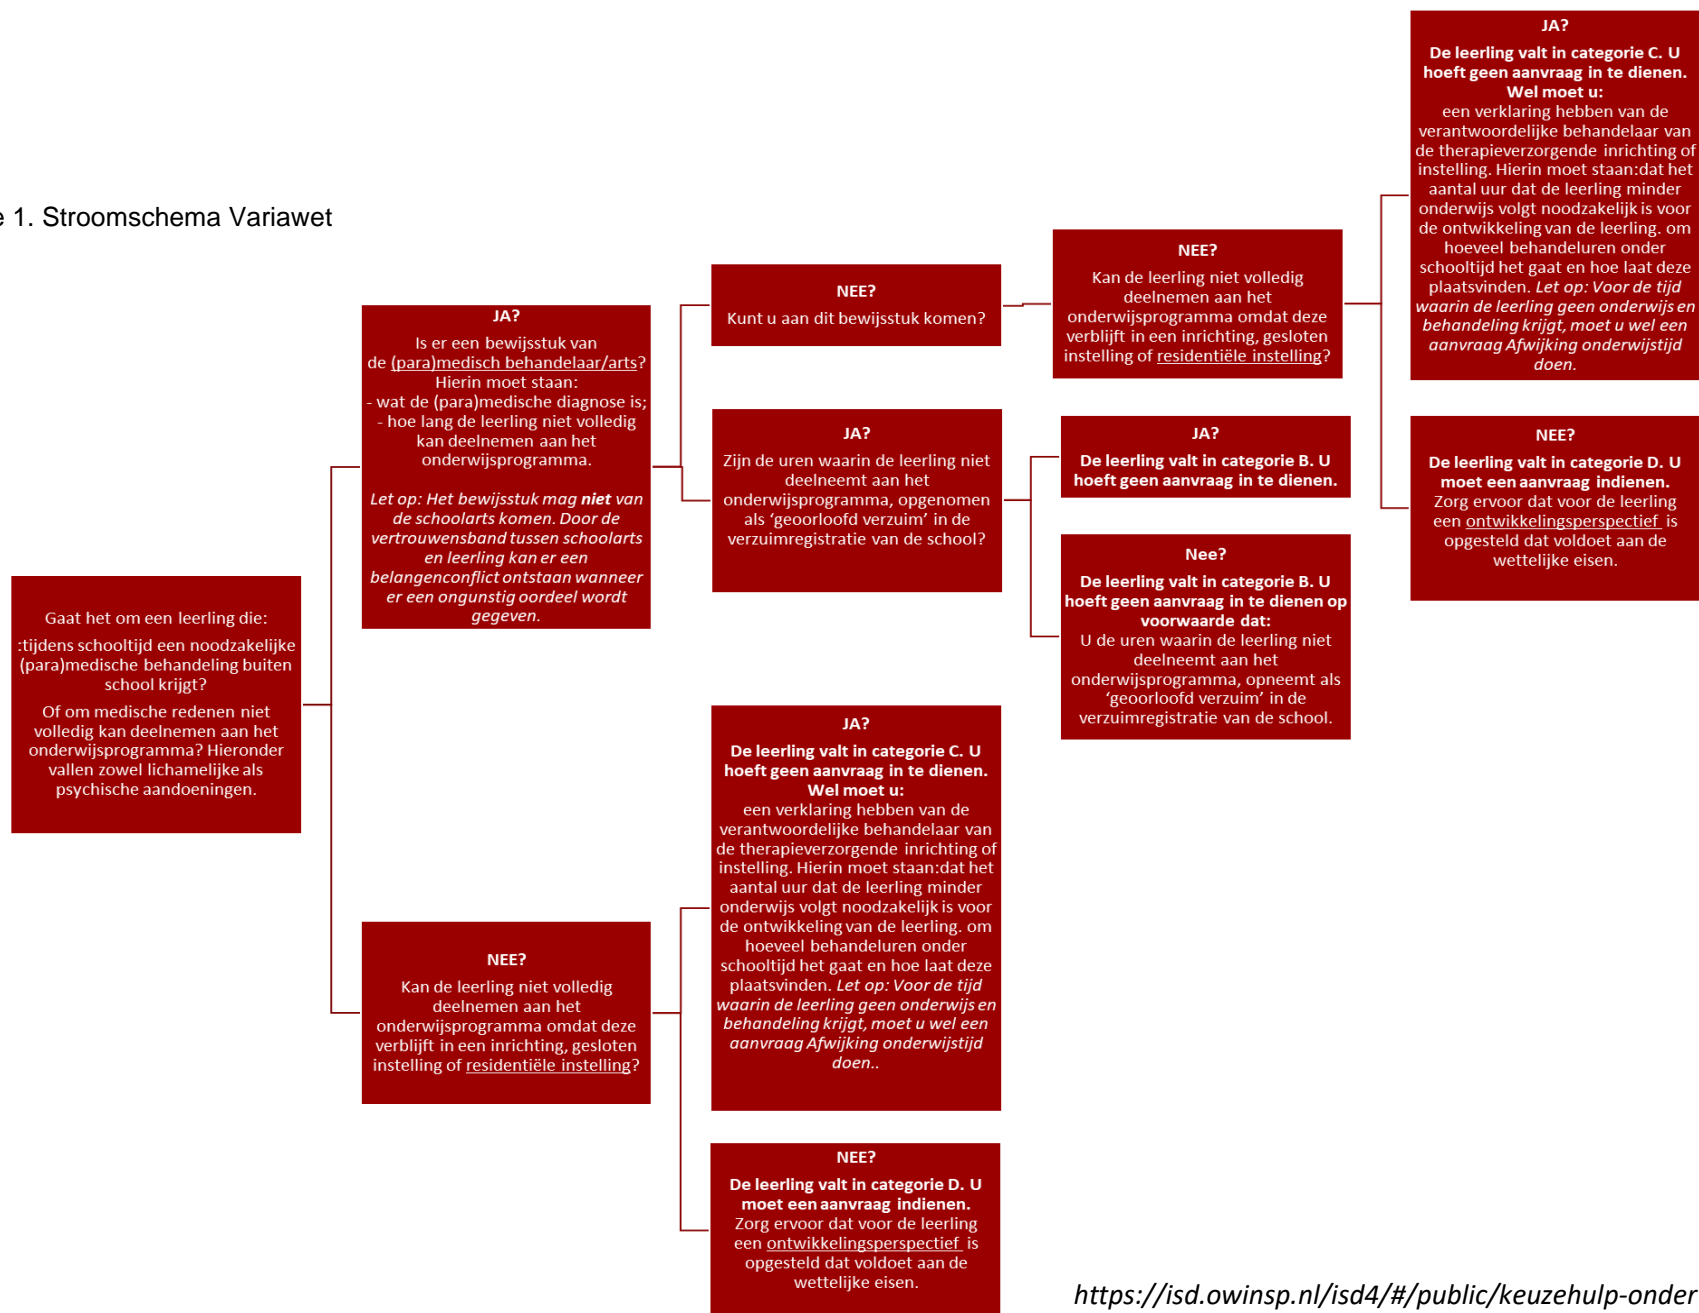 e 1. Stroomschema Variawet
Gaat het om een leerling die:
:tijdens schooltijd een noodzakelijke
(para)medische behandeling buiten
school krijgt?
Of om medische redenen niet
volledig kan deelnemen aan het
onderwijsprogramma? Hieronder
vallen zowel lichamelijke als
psychische aandoeningen.
JA?
Is er een bewijsstuk van
de (para)medisch behandelaar/arts?
Hierin moet staan:
- wat de (para)medische diagnose is;
- hoe lang de leerling niet volledig
kan deelnemen aan het
onderwijsprogramma.
Let op: Het bewijsstuk mag niet van
de schoolarts komen. Door de
vertrouwensband tussen schoolarts
en leerling kan er een
belangenconflict ontstaan wanneer
er een ongunstig oordeel wordt
gegeven.
NEE?
Kunt u aan dit bewijsstuk komen?
NEE?
Kan de leerling niet volledig
deelnemen aan het
onderwijsprogramma omdat deze
verblijft in een inrichting, gesloten
instelling of residentiële instelling?
JA?
De leerling valt in categorie C. U
hoeft geen aanvraag in te dienen.
Wel moet u:
een verklaring hebben van de
verantwoordelijke behandelaar van
de therapieverzorgende inrichting of
instelling. Hierin moet staan:dat het
aantal uur dat de leerling minder
onderwijs volgt noodzakelijk is voor
de ontwikkeling van de leerling. om
hoeveel behandeluren onder
schooltijd het gaat en hoe laat deze
plaatsvinden. Let op: Voor de tijd
waarin de leerling geen onderwijs en
behandeling krijgt, moet u wel een
aanvraag Afwijking onderwijstijd
doen.
NEE?
De leerling valt in categorie D. U
moet een aanvraag indienen.
Zorg ervoor dat voor de leerling
een ontwikkelingsperspectief is
opgesteld dat voldoet aan de
wettelijke eisen.
JA?
Zijn de uren waarin de leerling niet
deelneemt aan het
onderwijsprogramma, opgenomen
als ‘geoorloofd verzuim’ in de
verzuimregistratie van de school?
JA?
De leerling valt in categorie B. U
hoeft geen aanvraag in te dienen.
Nee?
De leerling valt in categorie B. U
hoeft geen aanvraag in te dienen op
voorwaarde dat:
U de uren waarin de leerling niet
deelneemt aan het
onderwijsprogramma, opneemt als
‘geoorloofd verzuim’ in de
verzuimregistratie van de school.
NEE?
Kan de leerling niet volledig
deelnemen aan het
onderwijsprogramma omdat deze
verblijft in een inrichting, gesloten
instelling of residentiële instelling?
JA?
De leerling valt in categorie C. U
hoeft geen aanvraag in te dienen.
Wel moet u:
een verklaring hebben van de
verantwoordelijke behandelaar van
de therapieverzorgende inrichting of
instelling. Hierin moet staan:dat het
aantal uur dat de leerling minder
onderwijs volgt noodzakelijk is voor
de ontwikkeling van de leerling. om
hoeveel behandeluren onder
schooltijd het gaat en hoe laat deze
plaatsvinden. Let op: Voor de tijd
waarin de leerling geen onderwijs en
behandeling krijgt, moet u wel een
aanvraag Afwijking onderwijstijd
doen..
NEE?
De leerling valt in categorie D. U
moet een aanvraag indienen.
Zorg ervoor dat voor de leerling
een ontwikkelingsperspectief is
opgesteld dat voldoet aan de
wettelijke eisen.
https://isd.owinsp.nl/isd4/#/public/keuzehulp-onder